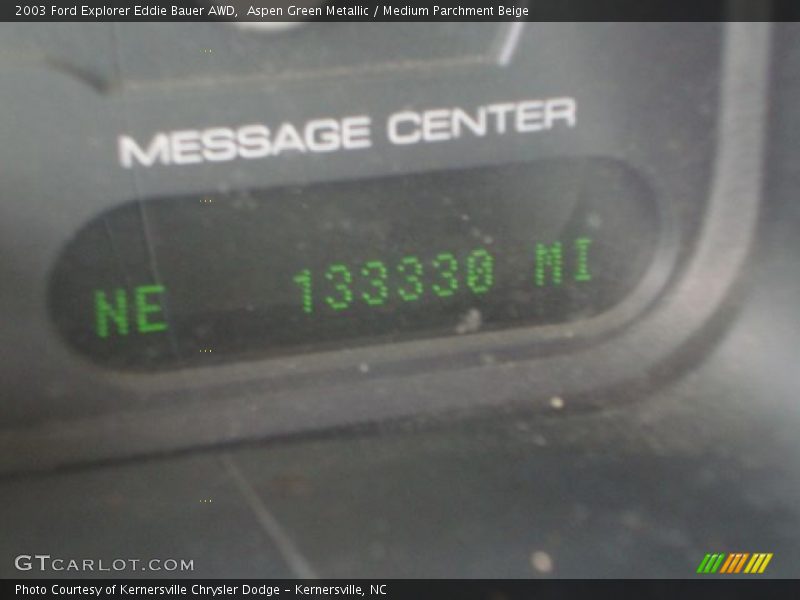 2003 Ford Explorer Eddie Bauer AWD,  Aspen Green Metallic / Medium Parchment Beige
MESSAGE CENTER
NE 133330 MI
GTCARLOT.COM
Photo Courtesy of Kernersville Chrysler Dodge - Kernersville, NC